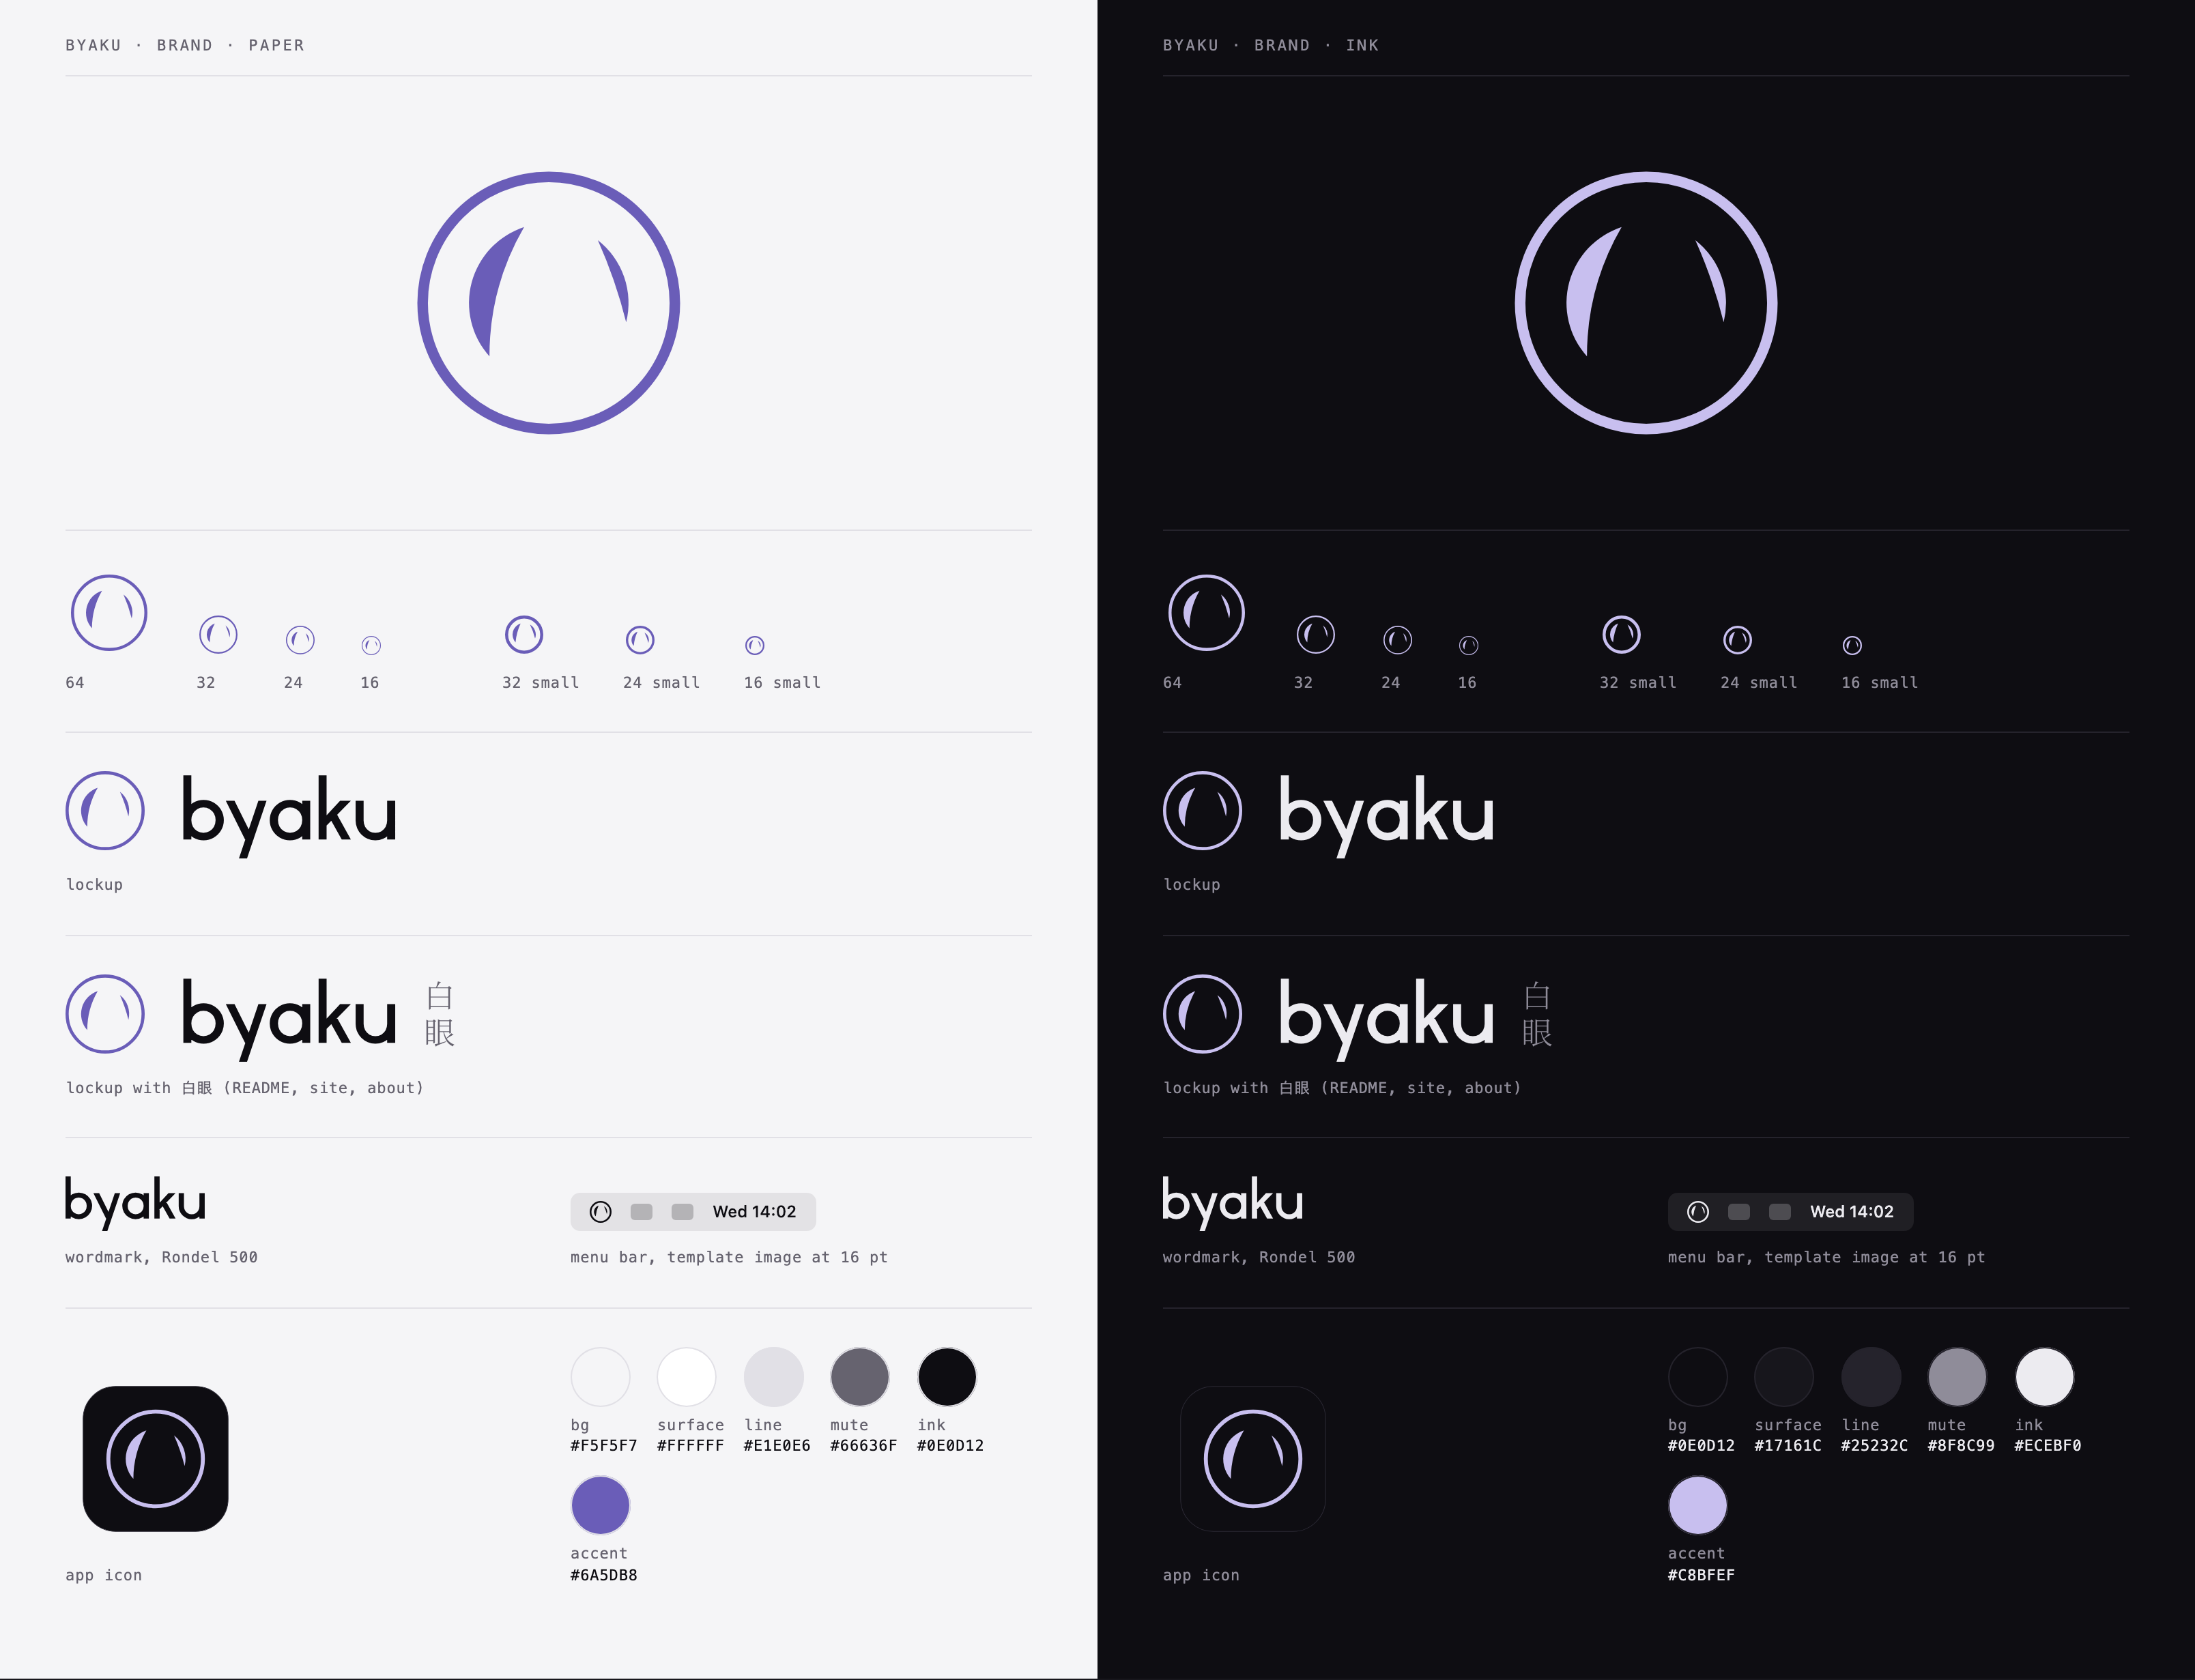 BYAKU · BRAND · PAPER
64 32 24 16 32 small 24 small 16 small
byaku
lockup
byaku 白眼
lockup with 白眼 (README, site, about)
byaku
wordmark, Rondel 500
Wed 14:02
menu bar, template image at 16 pt
app icon
bg surface line mute ink
#F5F5F7 #FFFFFF #E1E0E6 #66636F #0E0D12
accent
#6A5DB8
BYAKU · BRAND · INK
64 32 24 16 32 small 24 small 16 small
byaku
lockup
byaku 白眼
lockup with 白眼 (README, site, about)
byaku
wordmark, Rondel 500
Wed 14:02
menu bar, template image at 16 pt
app icon
bg surface line mute ink
#0E0D12 #17161C #25232C #8F8C99 #ECEBF0
accent
#C8BFEF